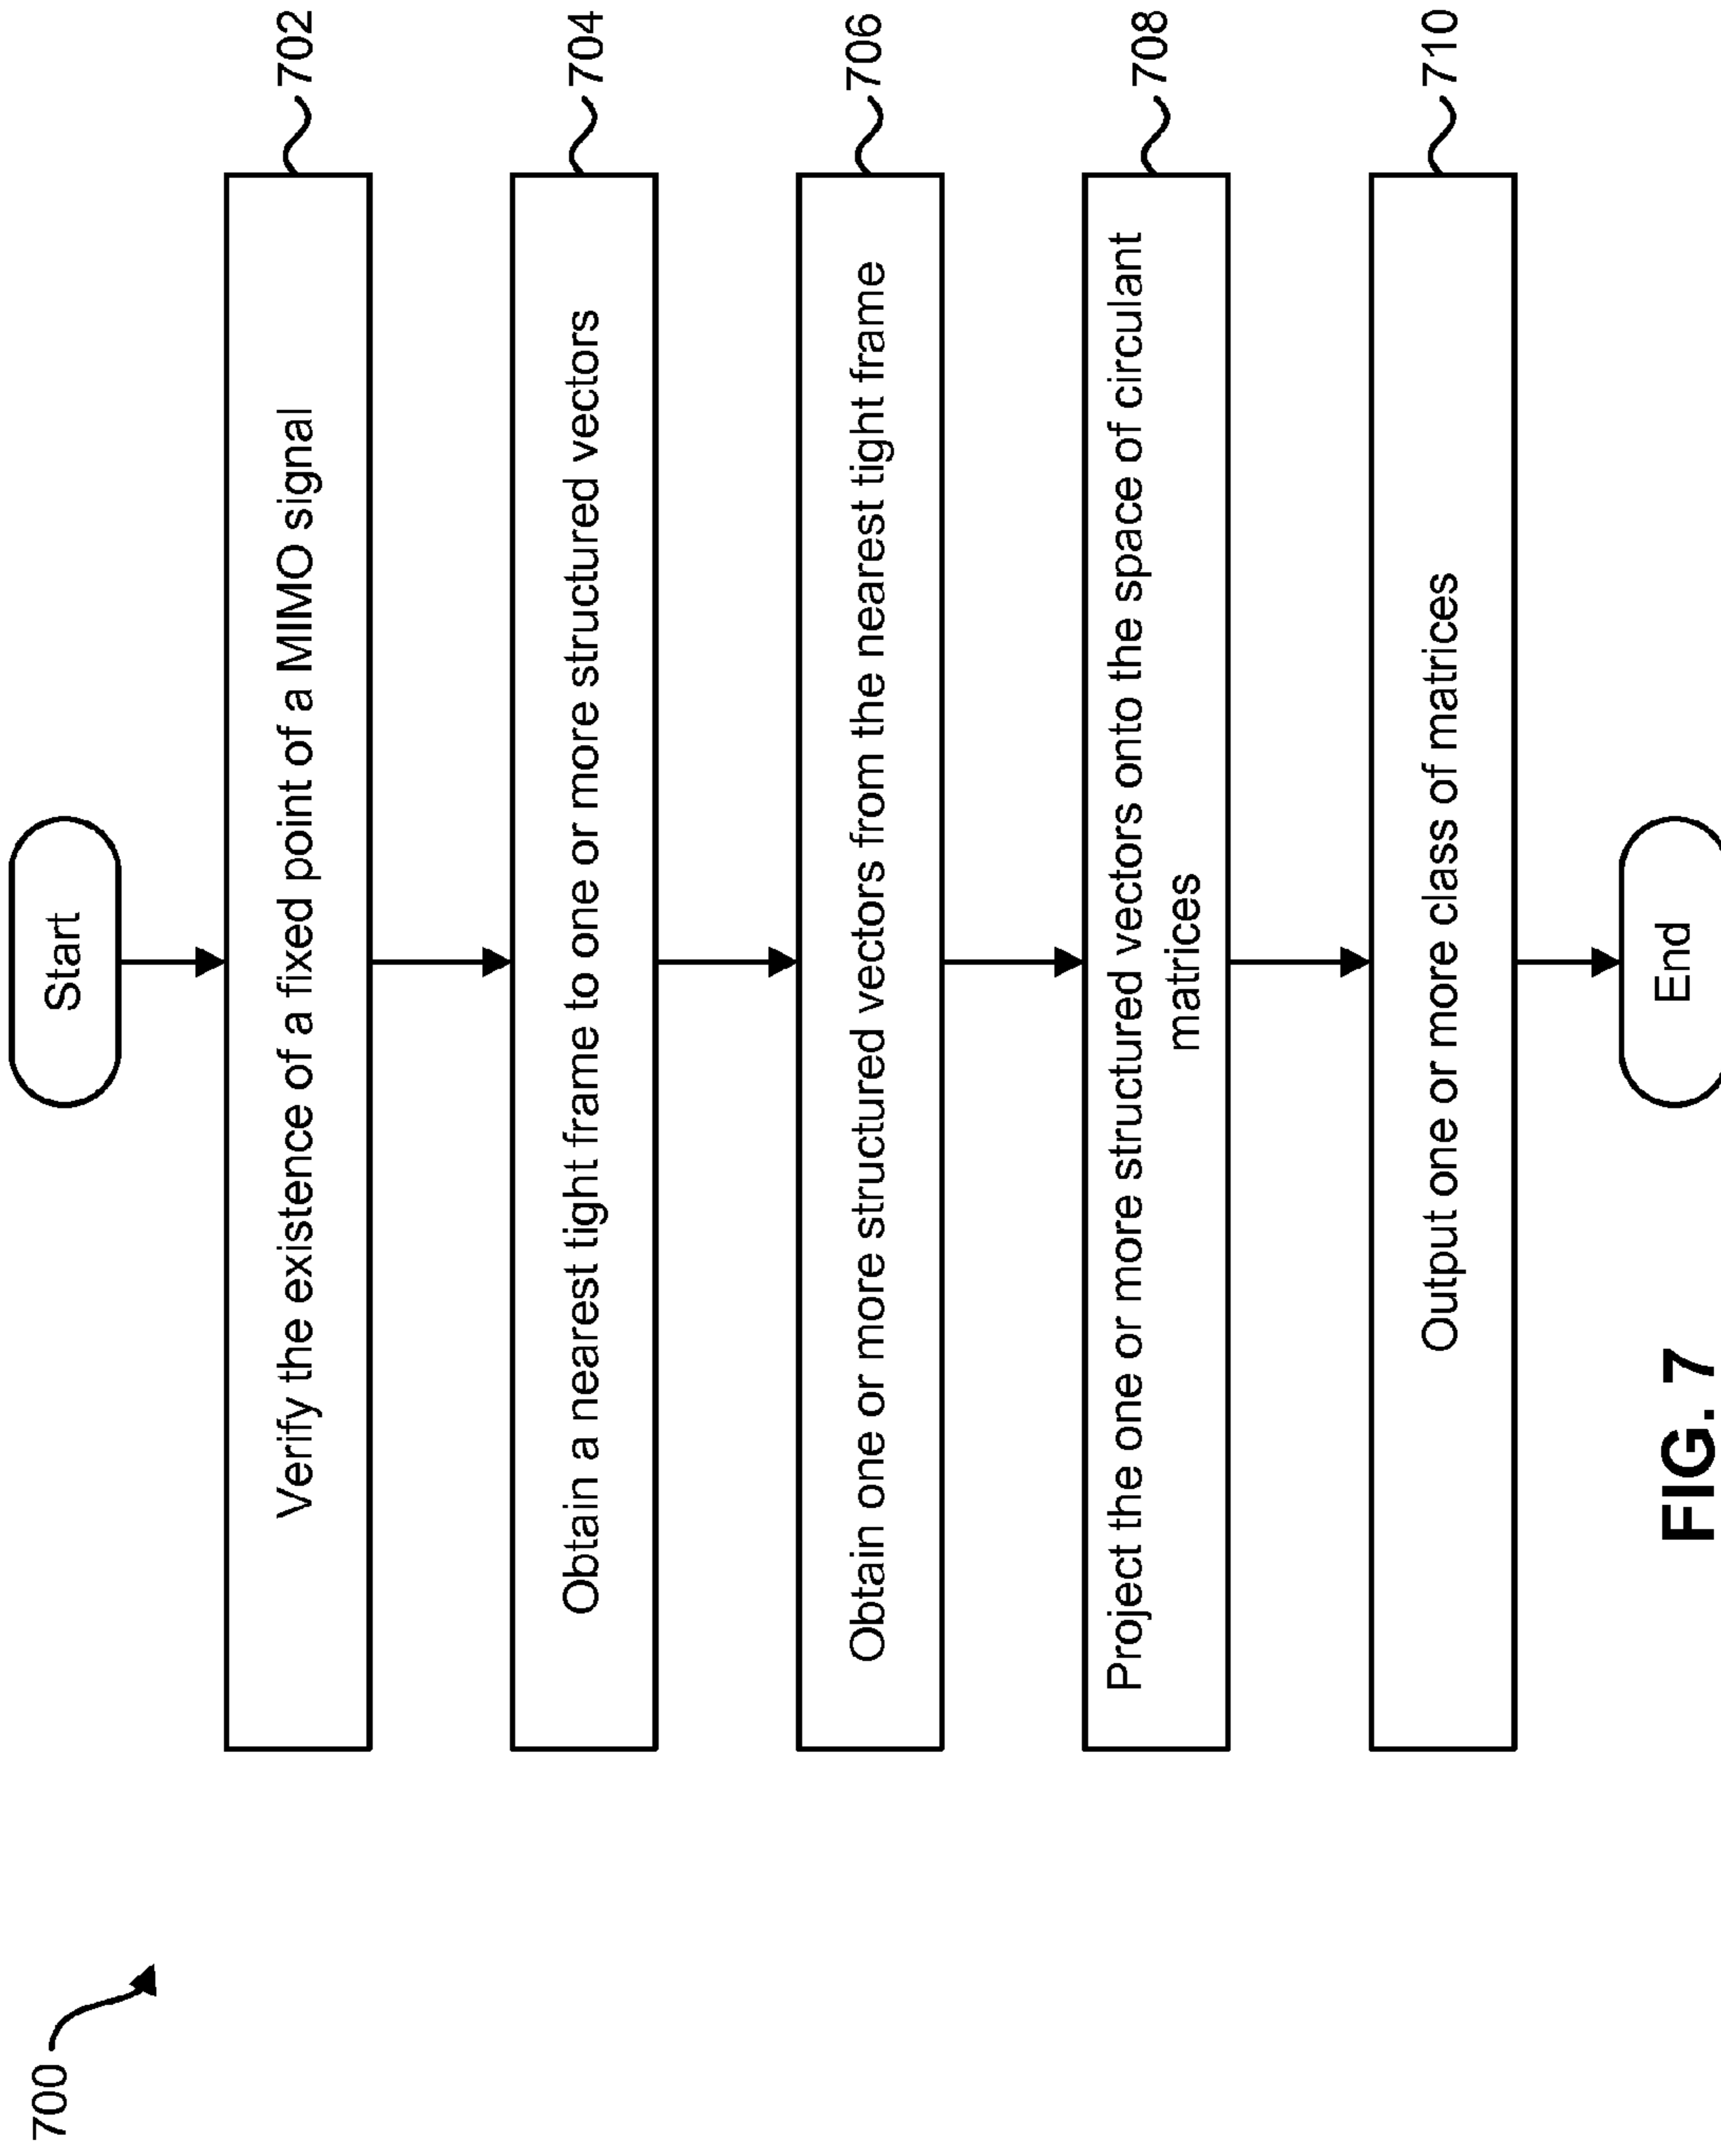 700
Start
Verify the existence of a fixed point of a MIMO signal
702
Obtain a nearest tight frame to one or more structured vectors
704
Obtain one or more structured vectors from the nearest tight frame
706
Project the one or more structured vectors onto the space of circulant
matrices
708
Output one or more class of matrices
710
End
FIG. 7